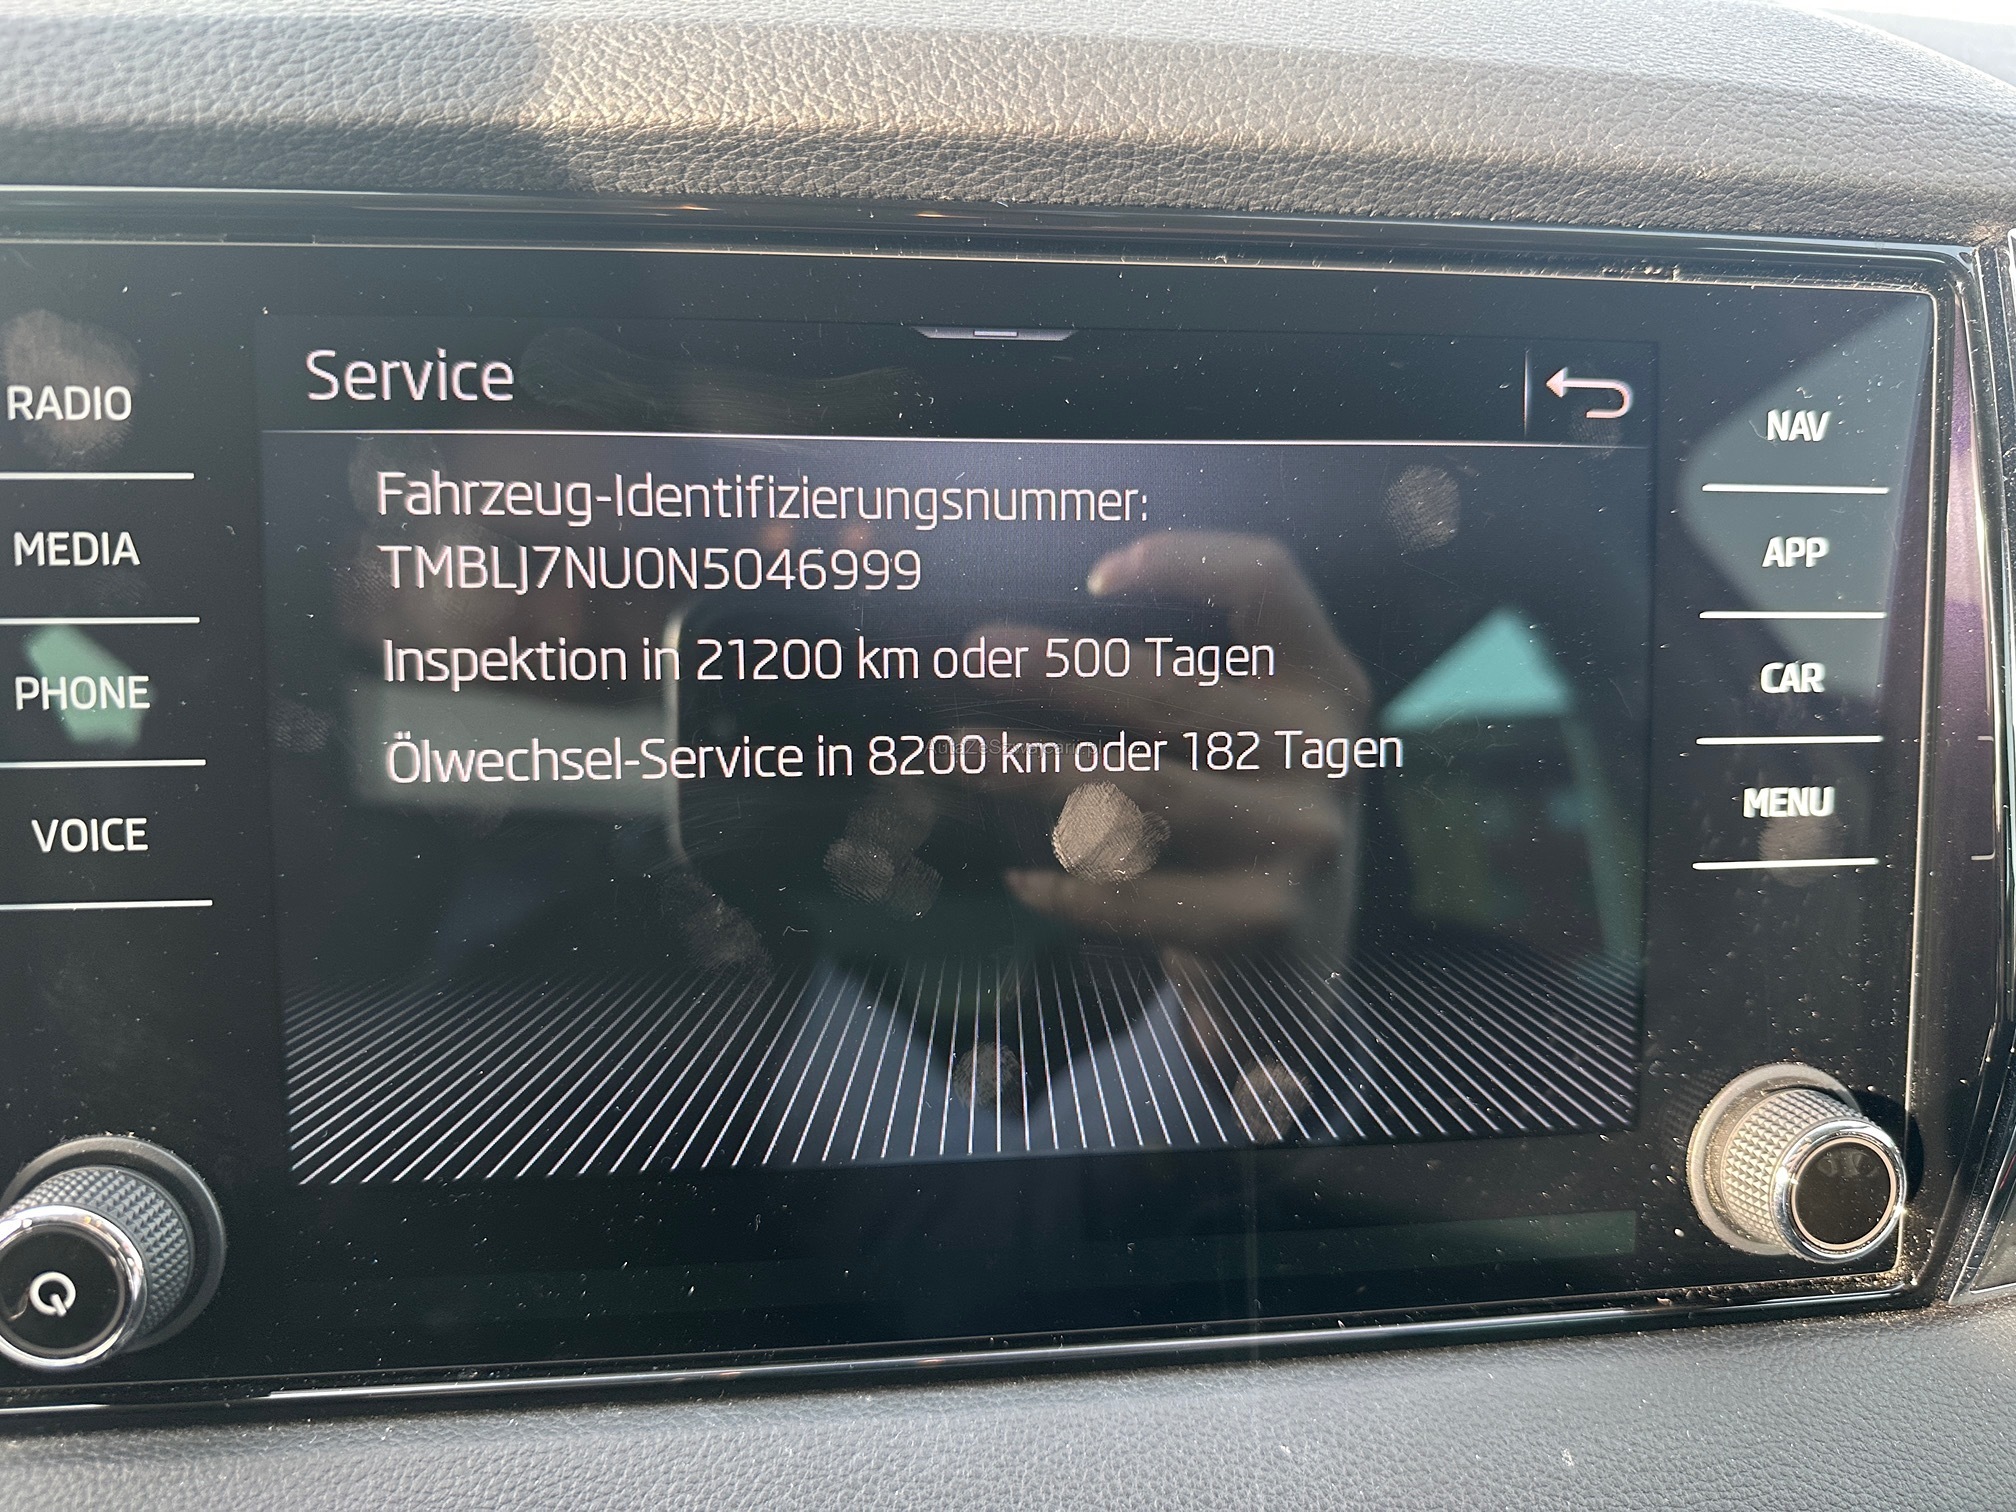 Service
RADIO
MEDIA
PHONE
VOICE
Fahrzeug-Identifizierungsnummer:
TMBLJ7NU0N5046999
Inspektion in 21200 km oder 500 Tagen
Ölwechsel-Service in 8200 km oder 182 Tagen
NAV
APP
CAR
MENU